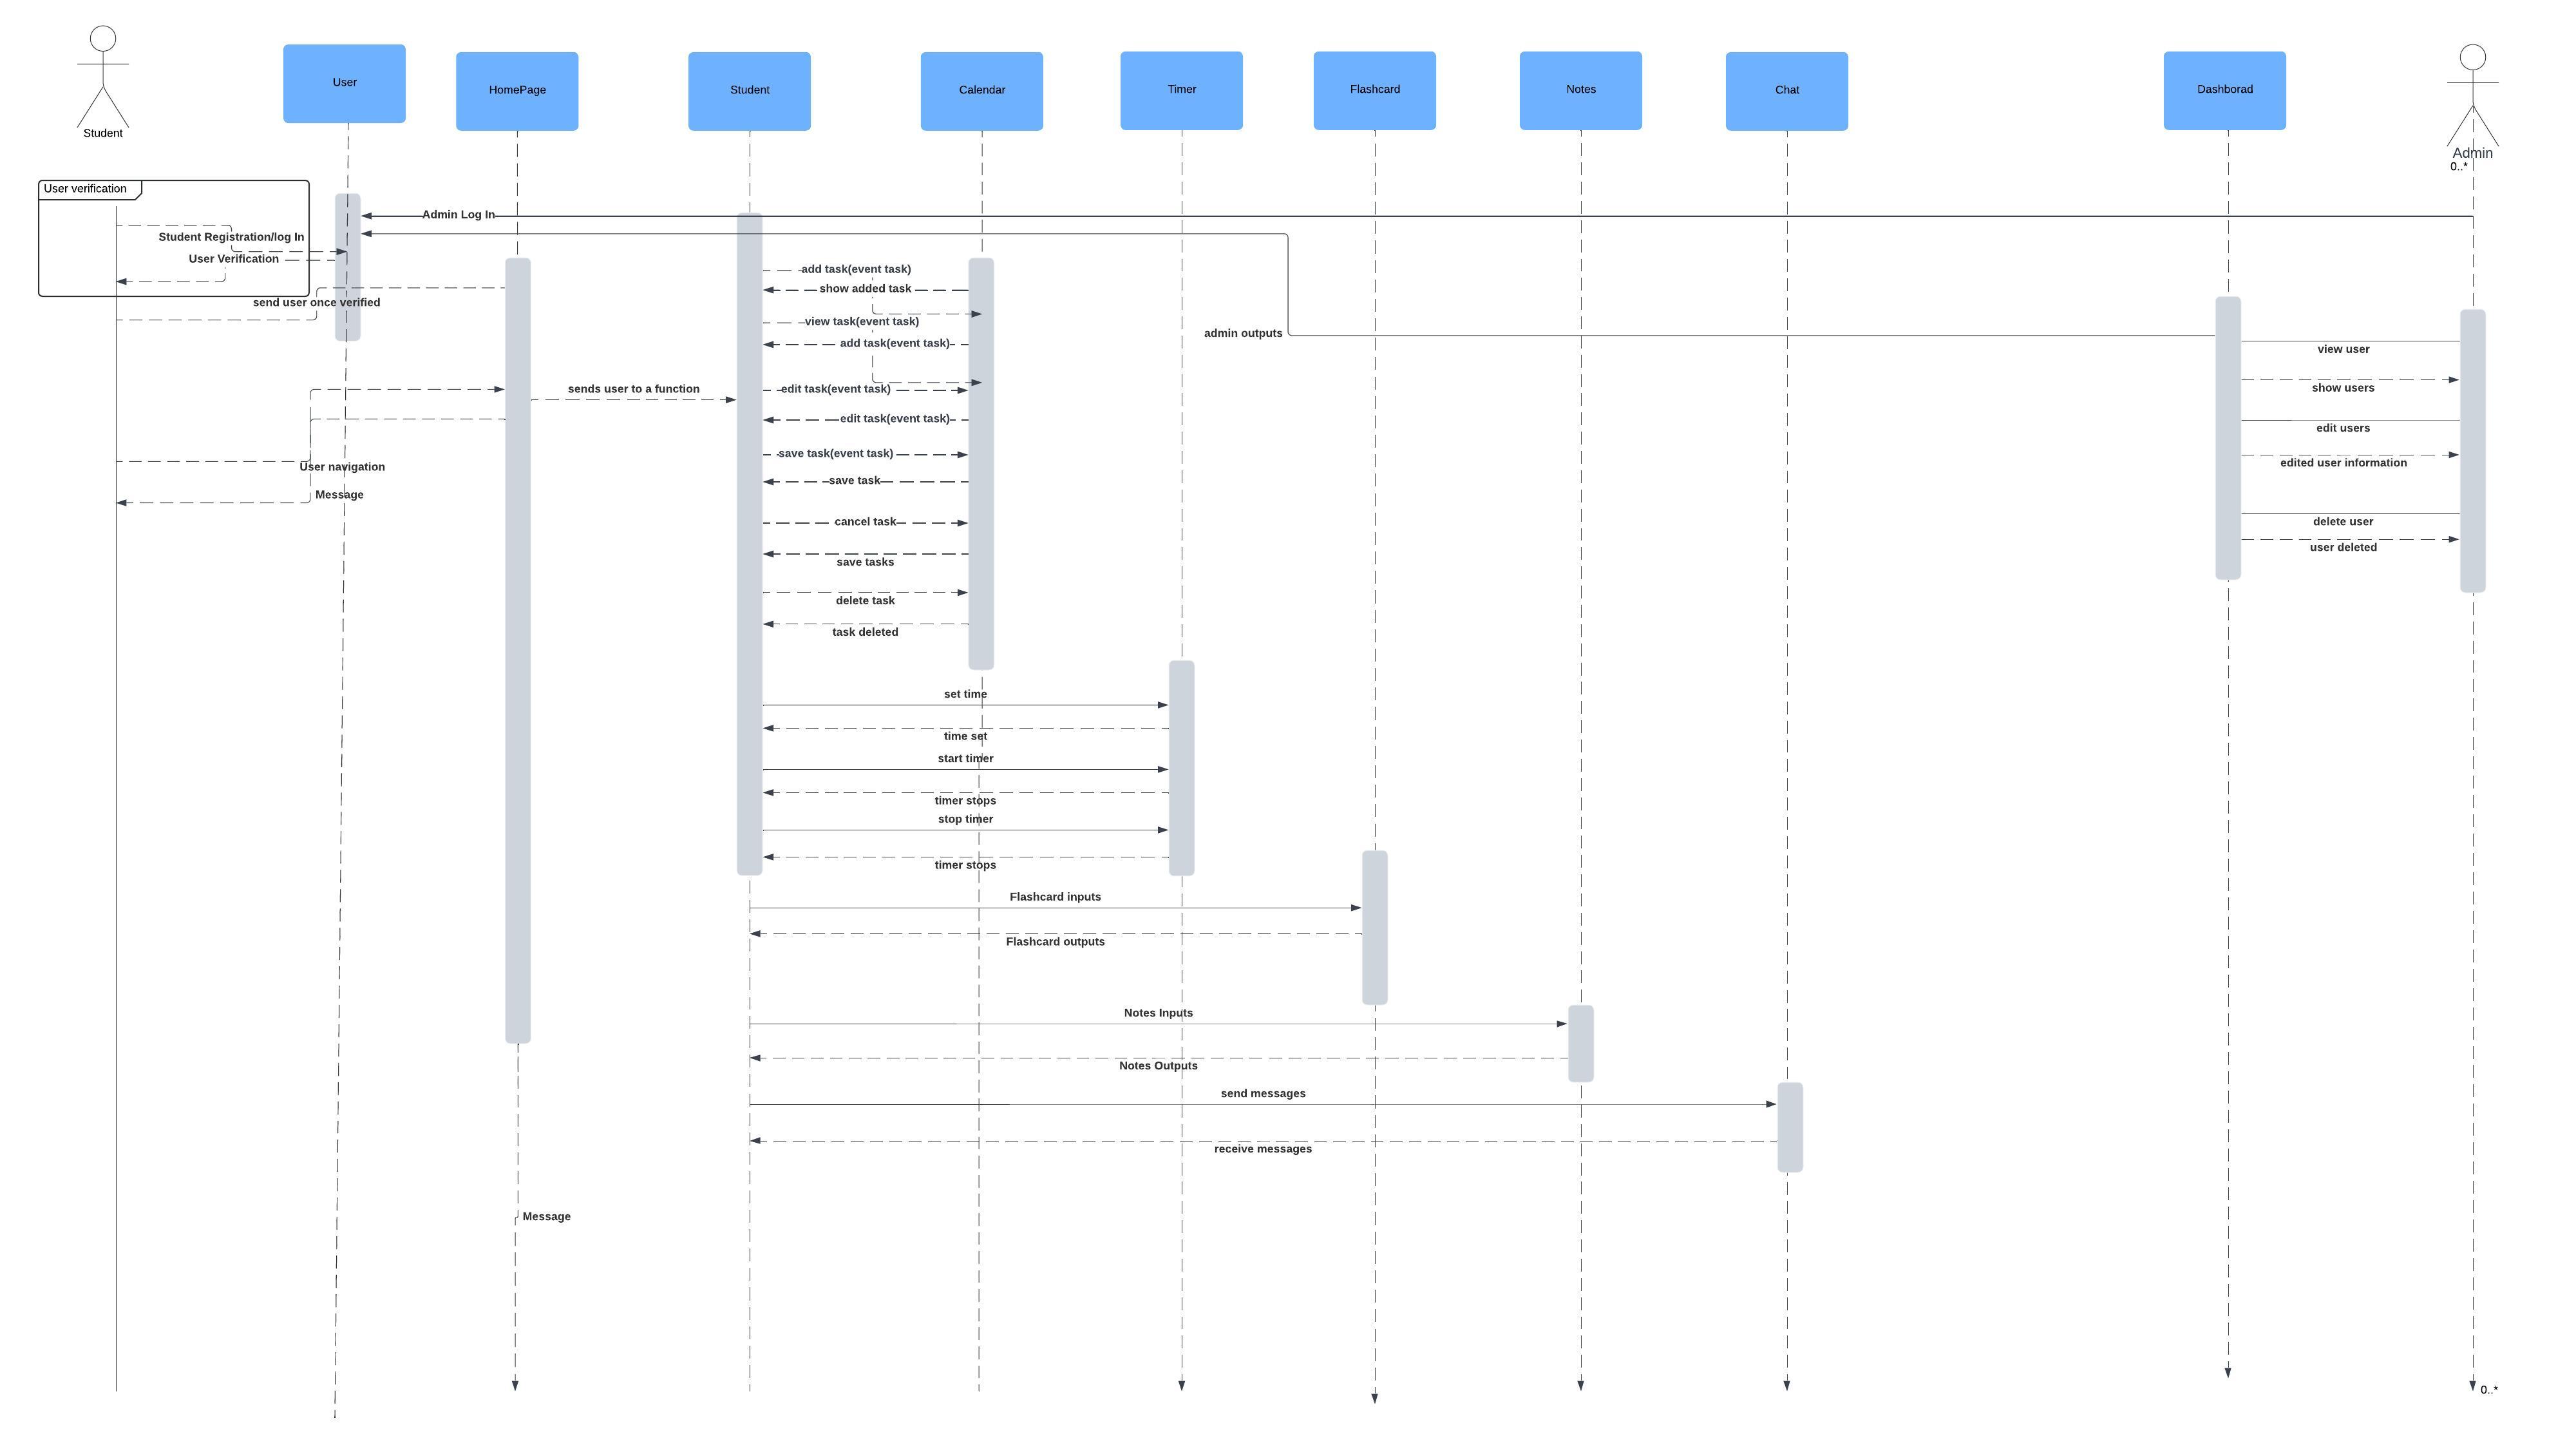 Student
User
HomePage
Student
Calendar
Timer
Flashcard
Notes
Chat
Dashborad
Admin
0..*
User verification
Admin Log In
Student Registration/log In
User Verification
send user once verified
add task(event task)
show added task
view task(event task)
add task(event task)
admin outputs
view user
show users
sends user to a function
edit task(event task)
edit task(event task)
edit users
edited user information
User navigation
Message
save task(event task)
save task
cancel task
delete user
user deleted
save tasks
delete task
task deleted
set time
time set
start timer
timer stops
stop timer
timer stops
Flashcard inputs
Flashcard outputs
Notes Inputs
Notes Outputs
send messages
receive messages
Message
0..*